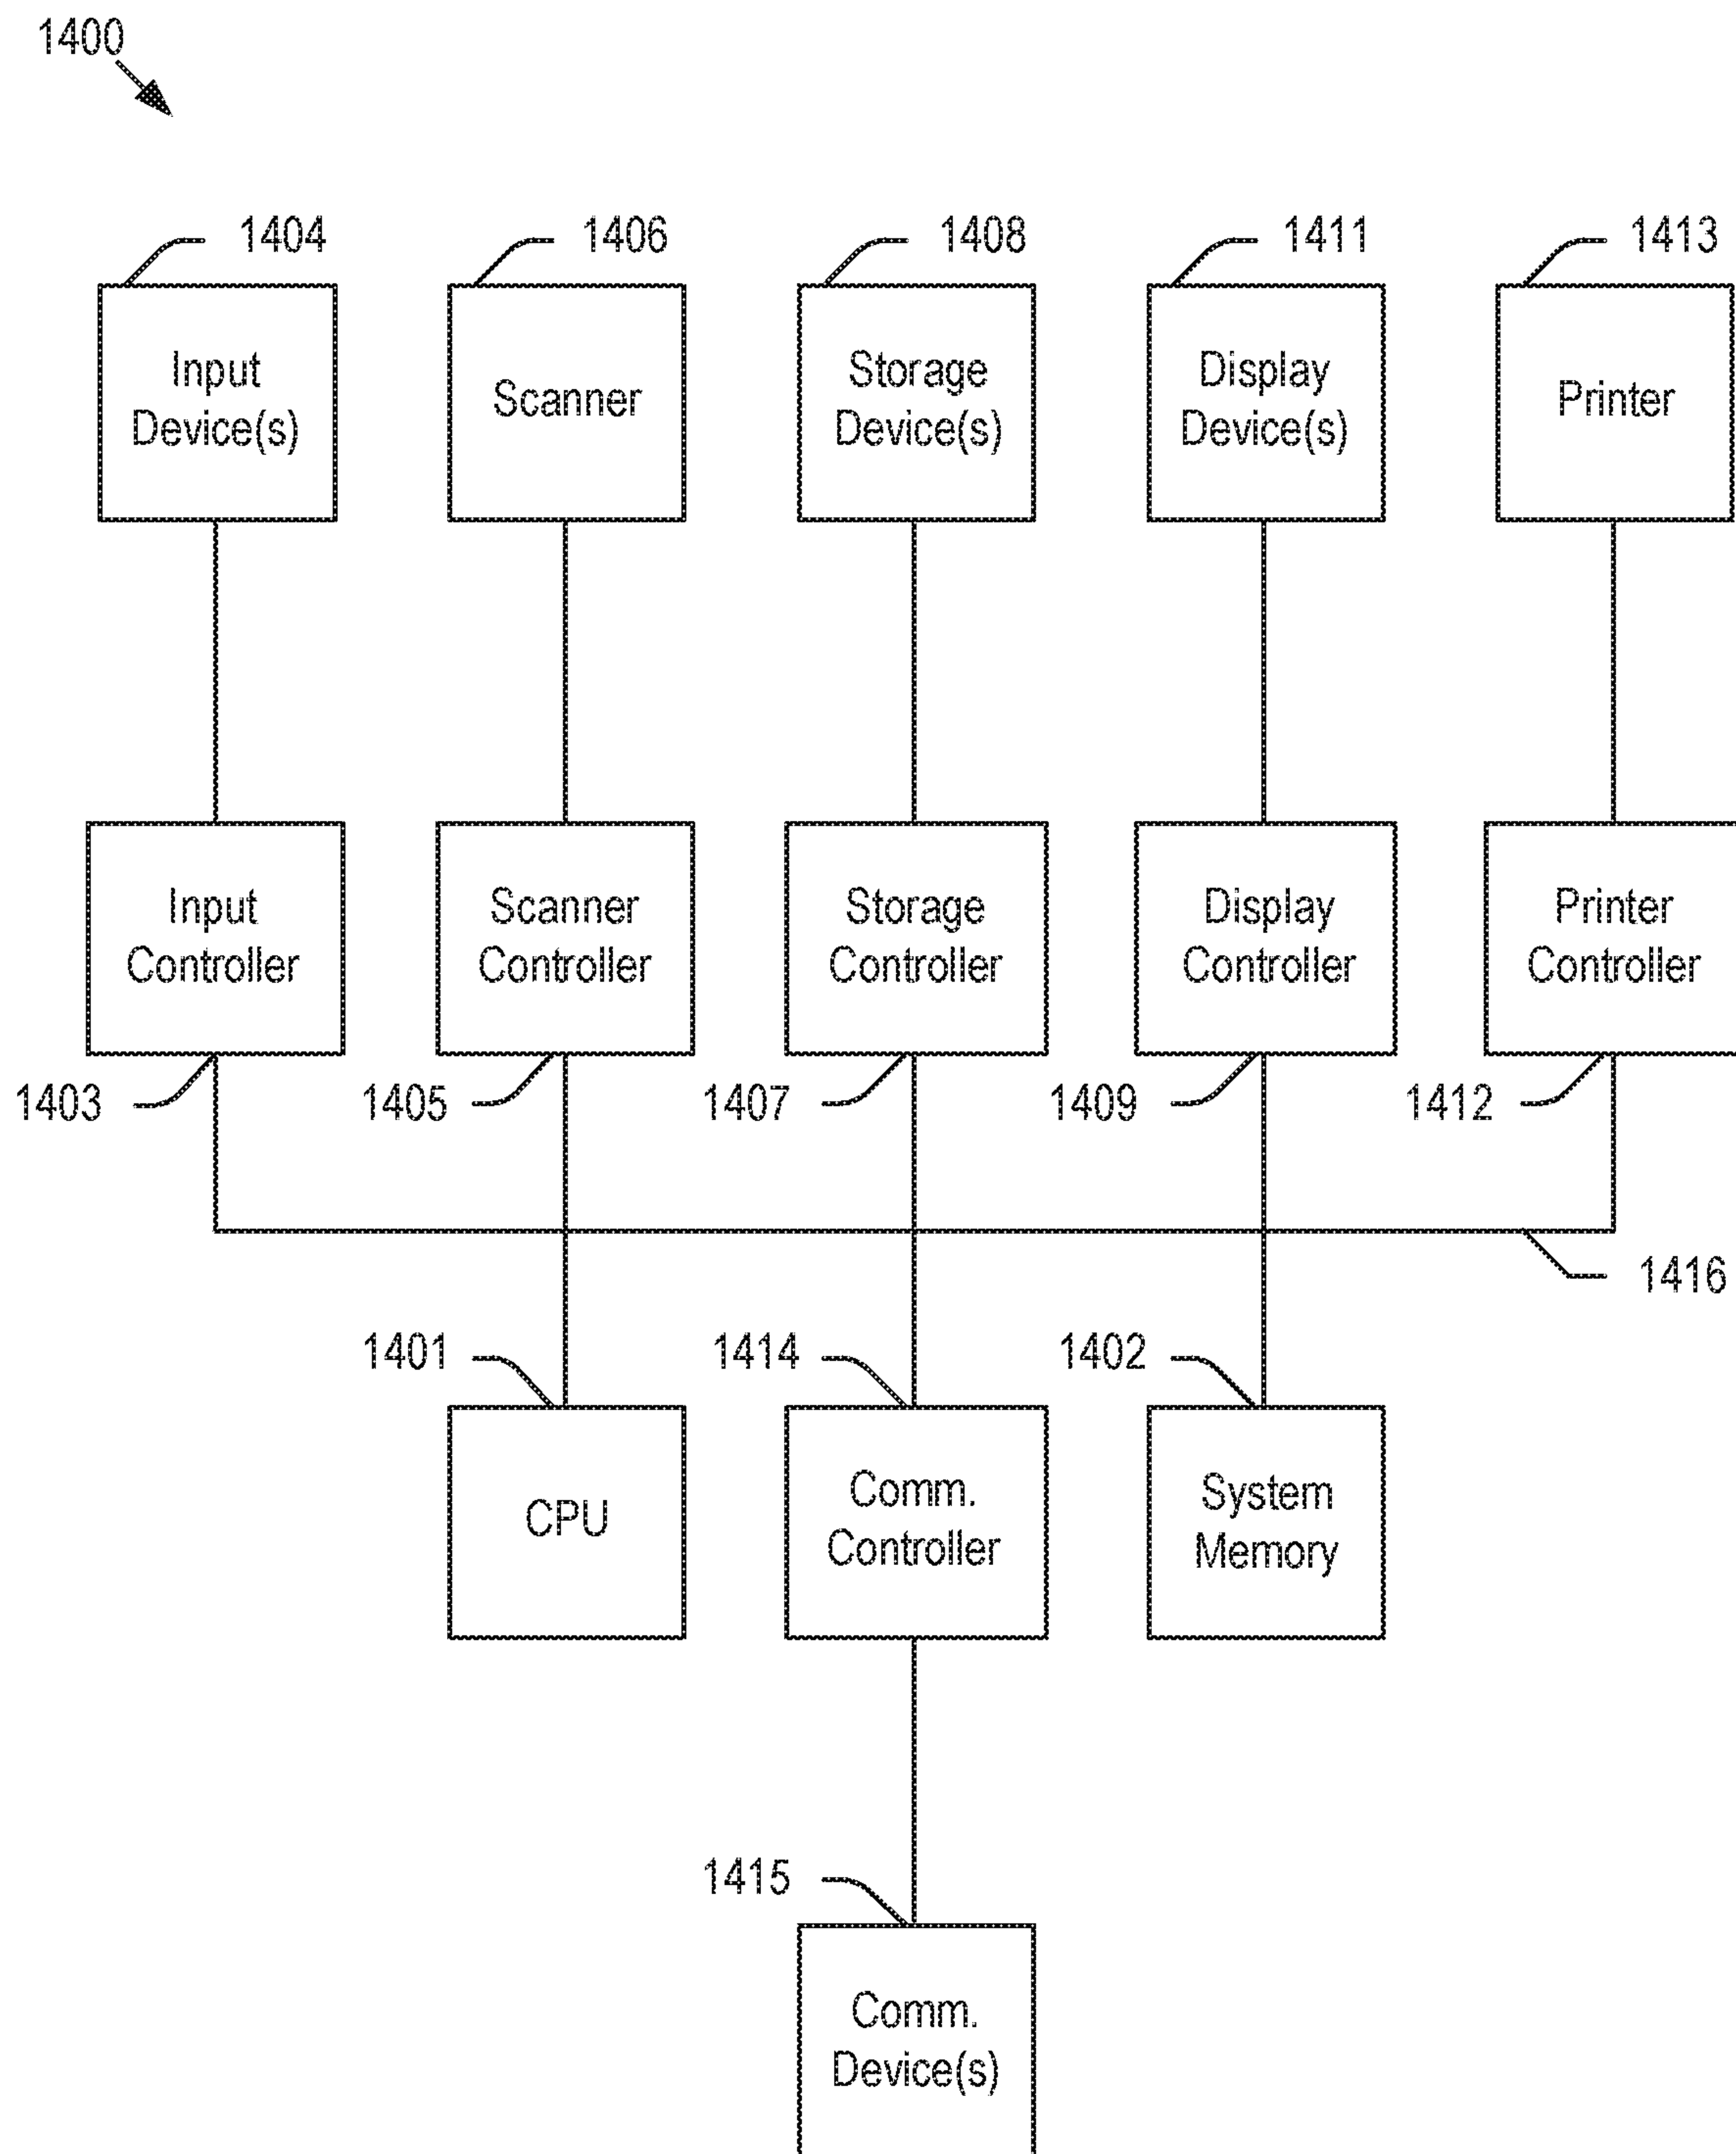 1400
1404
1406
1408
1411
1413
Input
Device(s)
Scanner
Storage
Device(s)
Display
Device(s)
Printer
Input
Controller
Scanner
Controller
Storage
Controller
Display
Controller
Printer
Controller
1403
1405
1407
1409
1412
1416
1401
1414
1402
CPU
Comm.
Controller
System
Memory
1415
Comm.
Device(s)